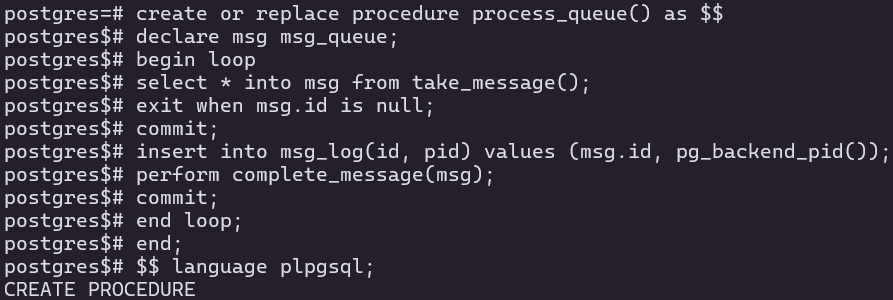 postgres=# create or replace procedure process_queue() as $$
postgres$# declare msg msg_queue;
postgres$# begin loop
postgres$# select * into msg from take_message();
postgres$# exit when msg.id is null;
postgres$# commit;
postgres$# insert into msg_log(id, pid) values (msg.id, pg_backend_pid());
postgres$# perform complete_message(msg);
postgres$# commit;
postgres$# end loop;
postgres$# end;
postgres$# $$ language plpgsql;
CREATE PROCEDURE